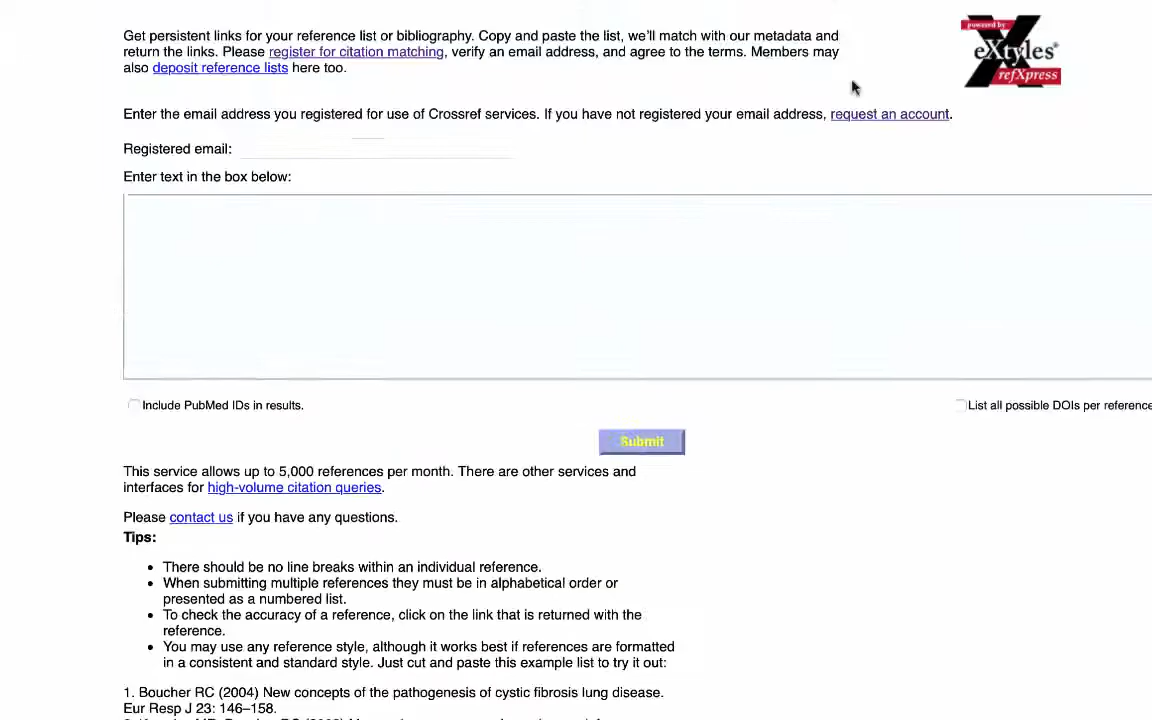 Get persistent links for your reference list or bibliography. Copy and paste the list, we'll match with our metadata and
return the links. Please register for citation matching, verify an email address, and agree to the terms. Members may
also deposit reference lists here too.
powered by
eXtyles®
refXpress
Enter the email address you registered for use of Crossref services. If you have not registered your email address, request an account.
Registered email:
Enter text in the box below:
Include PubMed IDs in results.
List all possible DOIs per reference
Submit
This service allows up to 5,000 references per month. There are other services and
interfaces for high-volume citation queries.
Please contact us if you have any questions.
Tips:
• There should be no line breaks within an individual reference.
• When submitting multiple references they must be in alphabetical order or
presented as a numbered list.
• To check the accuracy of a reference, click on the link that is returned with the
reference.
• You may use any reference style, although it works best if references are formatted
in a consistent and standard style. Just cut and paste this example list to try it out:
1. Boucher RC (2004) New concepts of the pathogenesis of cystic fibrosis lung disease.
Eur Resp J 23: 146–158.